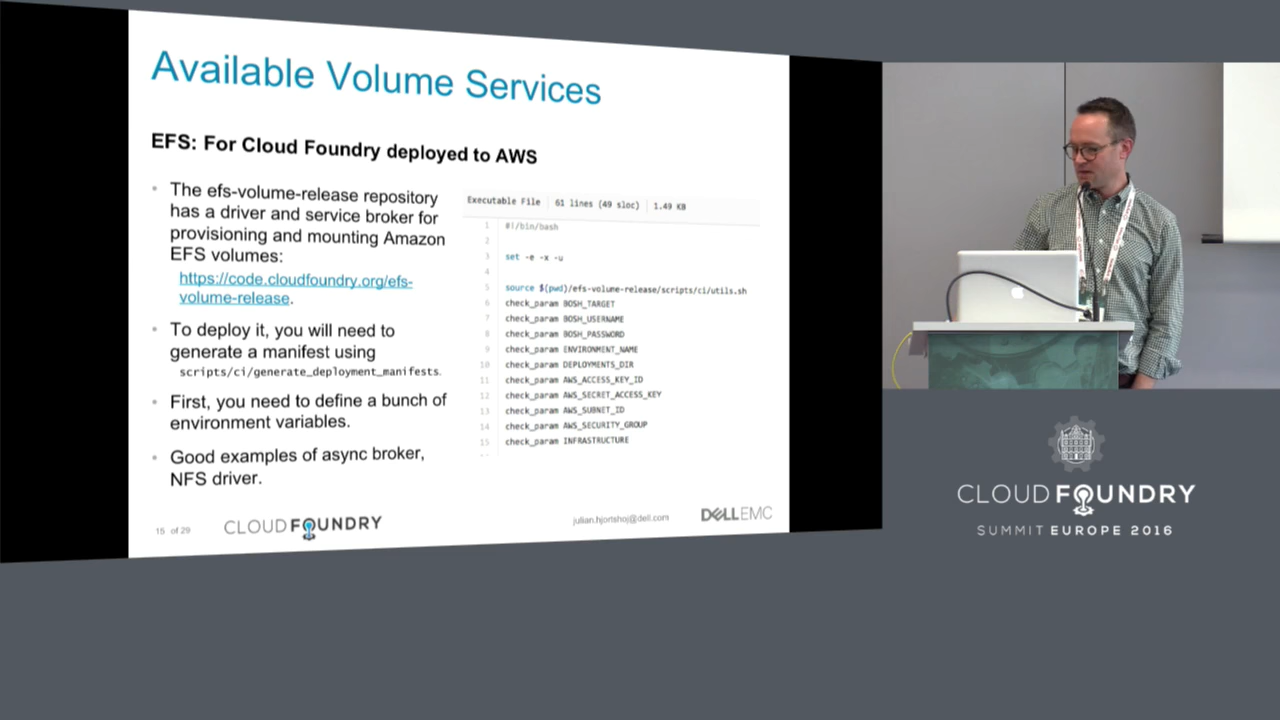 Available Volume Services
EFS: For Cloud Foundry deployed to AWS
• The efs-volume-release repository
has a driver and service broker for
provisioning and mounting Amazon
EFS volumes:
https://code.cloudfoundry.org/efs-
volume-release.
• To deploy it, you will need to
generate a manifest using
scripts/ci/generate_deployment_manifests.
• First, you need to define a bunch of
environment variables.
• Good examples of async broker,
NFS driver.
Executable File | 61 lines (49 sloc) | 1.49 KB
1 #!/bin/bash
2
3 set -e -x -u
4
5 source $(pwd)/efs-volume-release/scripts/ci/utils.sh
6 check_param BOSH_TARGET
7 check_param BOSH_USERNAME
8 check_param BOSH_PASSWORD
9 check_param ENVIRONMENT_NAME
10 check_param DEPLOYMENTS_DIR
11 check_param AWS_ACCESS_KEY_ID
12 check_param AWS_SECRET_ACCESS_KEY
13 check_param AWS_SUBNET_ID
14 check_param AWS_SECURITY_GROUP
15 check_param INFRASTRUCTURE
15 of 29
CLOUD FOUNDRY
julian.hjortshoj@dell.com
DELLEMC
CLOUD FOUNDRY
SUMMIT EUROPE 2016